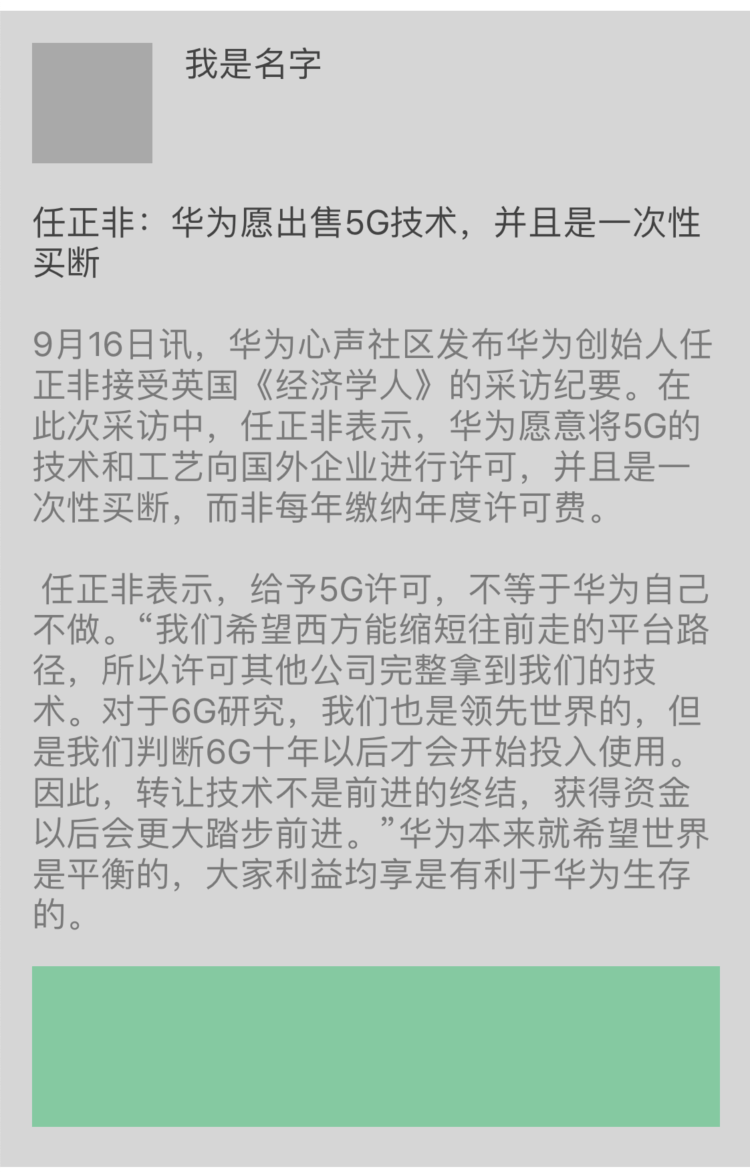 我是名字
任正非：华为愿出售5G技术，并且是一次性
买断
9月16日讯，华为心声社区发布华为创始人任
正非接受英国《经济学人》的采访纪要。在
此次采访中，任正非表示，华为愿意将5G的
技术和工艺向国外企业进行许可，并且是一
次性买断，而非每年缴纳年度许可费。
任正非表示，给予5G许可，不等于华为自己
不做。“我们希望西方能缩短往前走的平台路
径，所以许可其他公司完整拿到我们的技
术。对于6G研究，我们也是领先世界的，但
是我们判断6G十年以后才会开始投入使用。
因此，转让技术不是前进的终结，获得资金
以后会更大踏步前进。”华为本来就希望世界
是平衡的，大家利益均享是有利于华为生存
的。